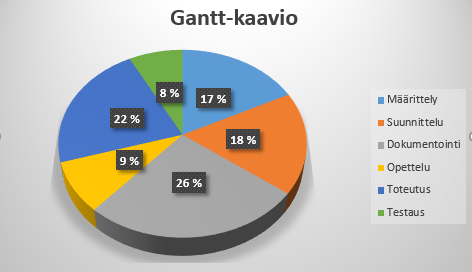 Gantt-kaavio
17 %
18 %
26 %
9 %
22 %
8 %
Määrittely
Suunnittelu
Dokumentointi
Opettelu
Toteutus
Testaus